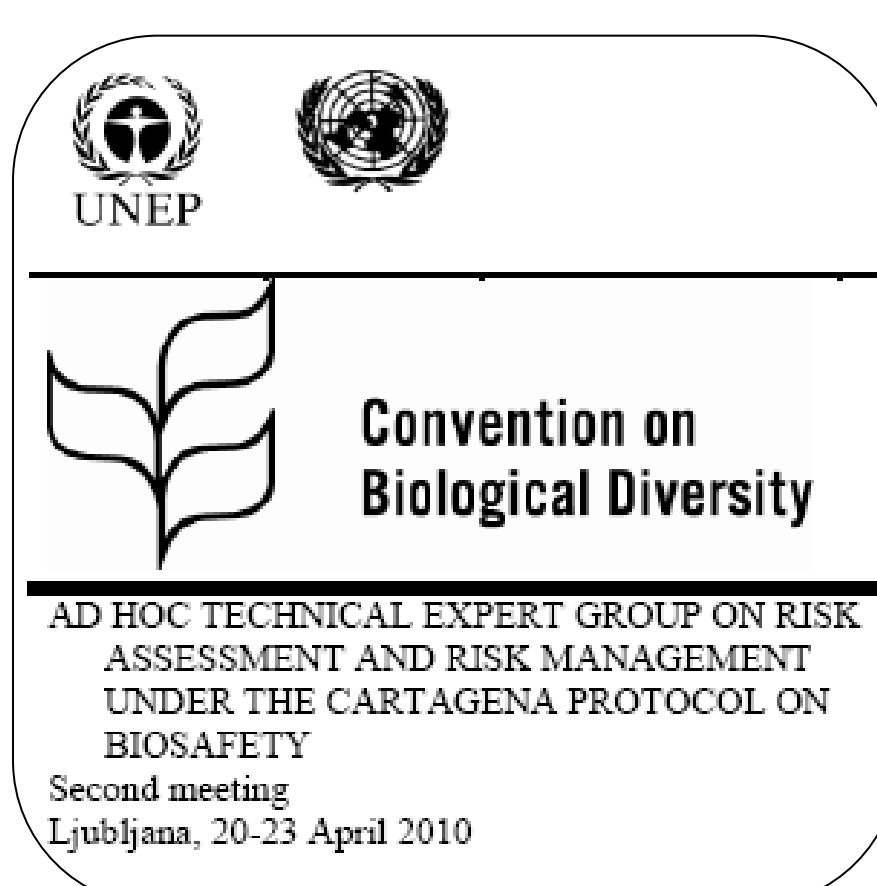 UNEP
Convention on
Biological Diversity
AD HOC TECHNICAL EXPERT GROUP ON RISK
ASSESSMENT AND RISK MANAGEMENT
UNDER THE CARTAGENA PROTOCOL ON
BIOSAFETY
Second meeting
Ljubljana, 20-23 April 2010